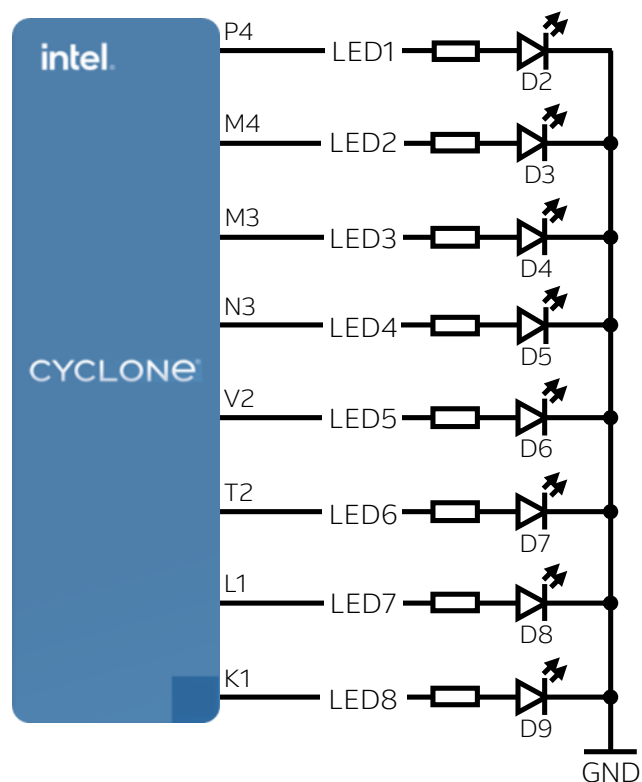 intel.
CYCLONE®
P4
LED1
D2
M4
LED2
D3
M3
LED3
D4
N3
LED4
D5
V2
LED5
D6
T2
LED6
D7
L1
LED7
D8
K1
LED8
D9
GND